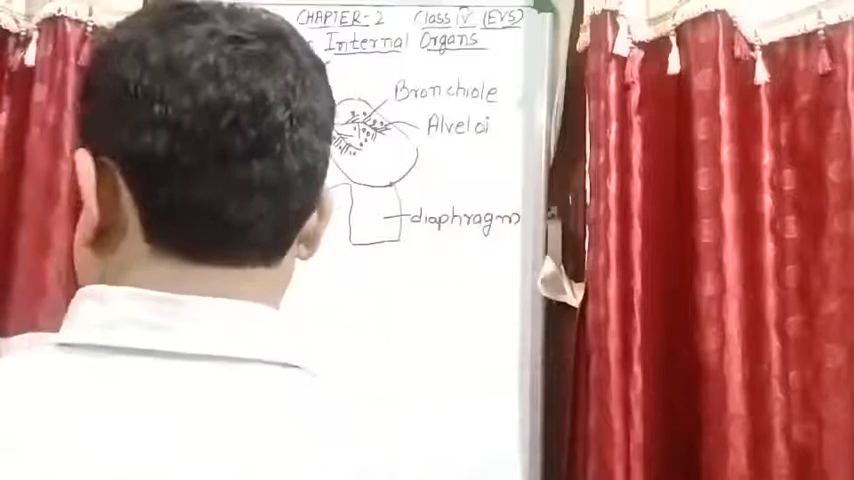 CHAPTER-2 Class IV (EVS)
Internal Organs
Bronchiole
Alveloi
diaphragm